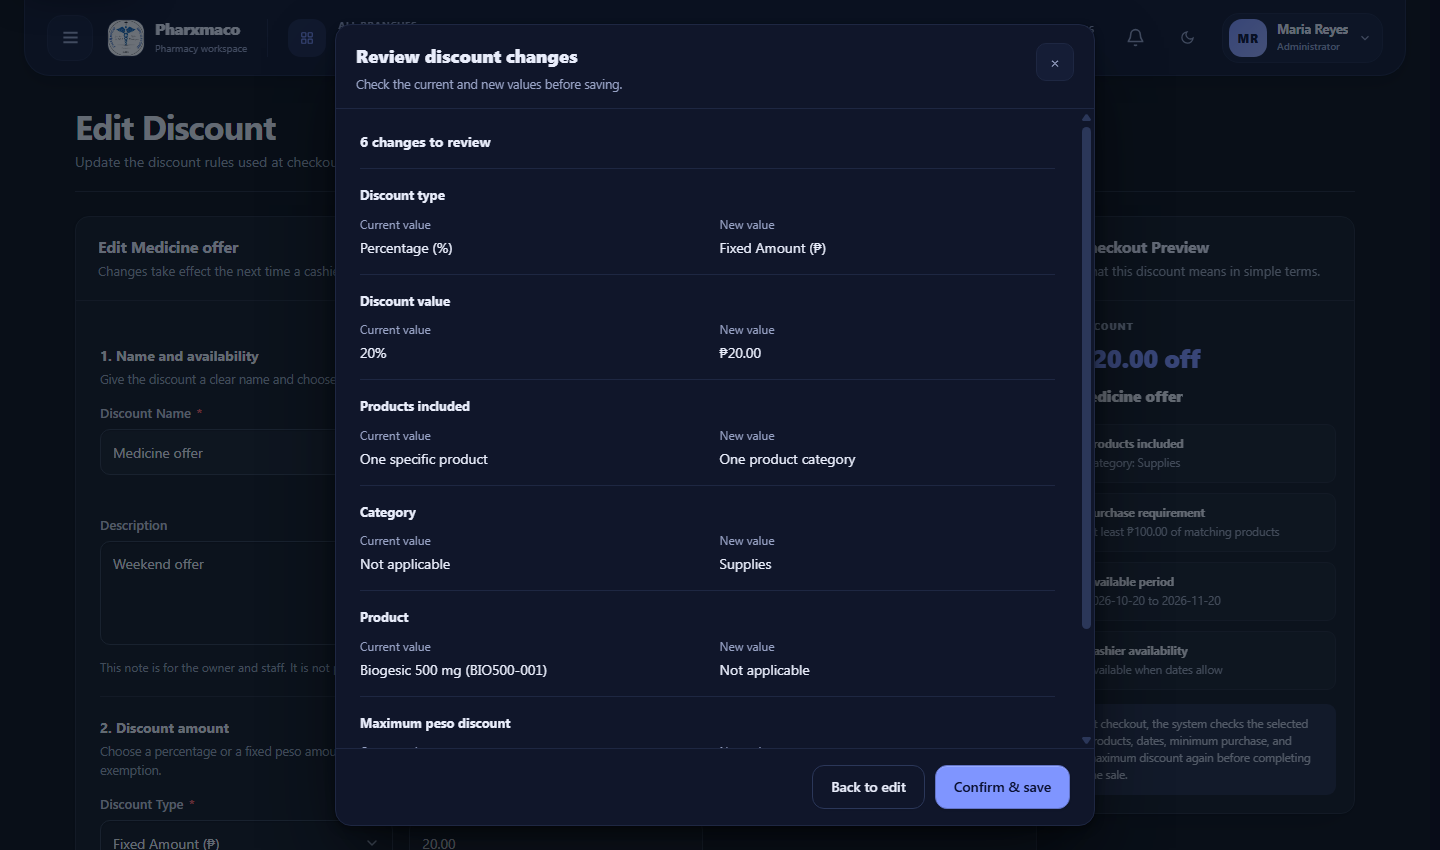 Pharxmaco
Pharmacy workspace
ALL BRANCHES
MR
Maria Reyes
Administrator
Edit Discount
Update the discount rules used at checkou
Edit Medicine offer
Changes take effect the next time a cashie
1. Name and availability
Give the discount a clear name and choose
Discount Name *
Medicine offer
Description
Weekend offer
This note is for the owner and staff. It is not
2. Discount amount
Choose a percentage or a fixed peso amou
exemption.
Discount Type *
Fixed Amount (₱)
20.00
Review discount changes
Check the current and new values before saving.
×
6 changes to review
Discount type
Current value
New value
Percentage (%)
Fixed Amount (₱)
Discount value
Current value
New value
20%
₱20.00
Products included
Current value
New value
One specific product
One product category
Category
Current value
New value
Not applicable
Supplies
Product
Current value
New value
Biogesic 500 mg (BIO500-001)
Not applicable
Maximum peso discount
Back to edit
Confirm & save
eckout Preview
hat this discount means in simple terms.
COUNT
20.00 off
edicine offer
roducts included
ategory: Supplies
urchase requirement
t least ₱100.00 of matching products
vailable period
026-10-20 to 2026-11-20
ashier availability
vailable when dates allow
t checkout, the system checks the selected
roducts, dates, minimum purchase, and
aximum discount again before completing
e sale.